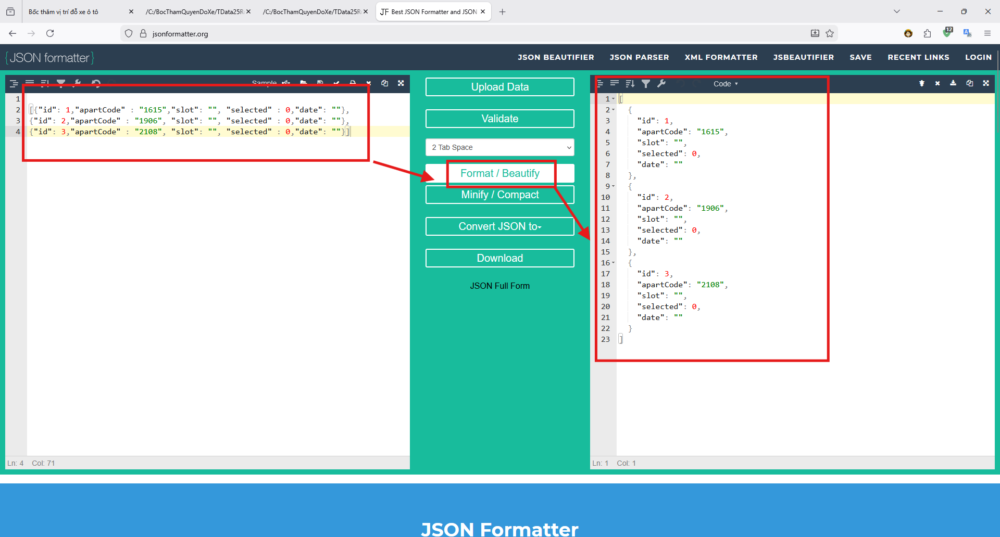 Bốc thăm vị trí đỗ xe ô tô
/C:/BocThamQuyenDoXe/TData25R
/C:/BocThamQuyenDoXe/TData25R
JF Best JSON Formatter and JSON
jsonformatter.org
12
{JSON formatter}
JSON BEAUTIFIER
JSON PARSER
XML FORMATTER
JSBEAUTIFIER
SAVE
RECENT LINKS
LOGIN
Sample
1
2 [{"id": 1,"apartCode" : "1615","slot": "", "selected" : 0,"date": ""},
3 {"id": 2,"apartCode" : "1906", "slot": "", "selected" : 0,"date": ""},
4 {"id": 3,"apartCode" : "2108", "slot": "", "selected" : 0,"date": ""}]
Ln: 4 Col: 71
Upload Data
Validate
2 Tab Space
Format / Beautify
Minify / Compact
Convert JSON to
Download
JSON Full Form
Code
1 [
2 {
3 "id": 1,
4 "apartCode": "1615",
5 "slot": "",
6 "selected": 0,
7 "date": ""
8 },
9 {
10 "id": 2,
11 "apartCode": "1906",
12 "slot": "",
13 "selected": 0,
14 "date": ""
15 },
16 {
17 "id": 3,
18 "apartCode": "2108",
19 "slot": "",
20 "selected": 0,
21 "date": ""
22 }
23 ]
Ln: 1 Col: 1
JSON Formatter